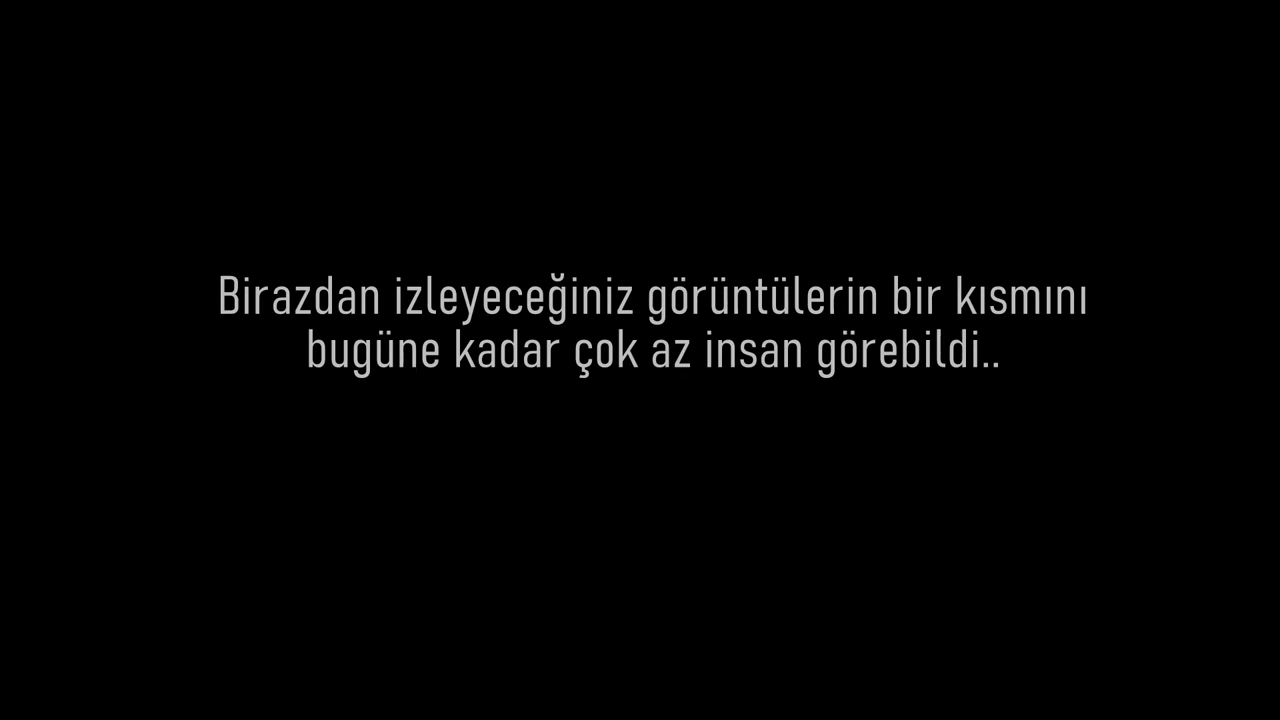 Birazdan izleyeceğiniz görüntülerin bir kısmını
bugüne kadar çok az insan görebildi..